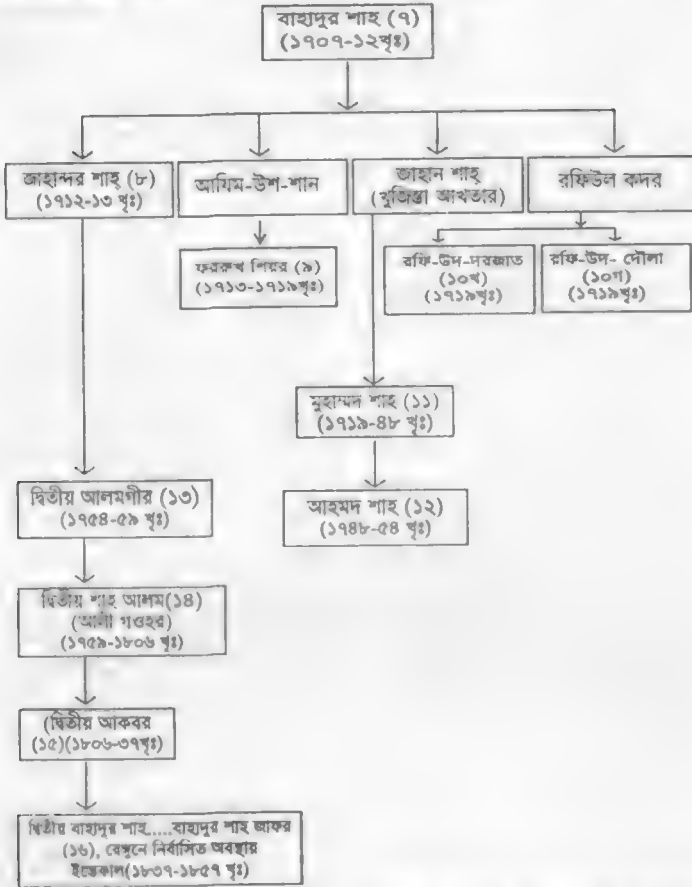 বাহাদুর শাহ (৭)
(১৭০৭-১২খৃঃ)
জাহান্দর শাহ (৮)
(১৭১২-১৩ খৃঃ)
আযিম-উশ-শান
জাহান শাহ
(খুজিস্তা আখতার)
রফিউল কদর
ফররুখ শিয়র (৯)
(১৭১৩-১৭১৯খৃঃ)
রফি-উদ-দরজাত
(১০খ)
(১৭১৯খৃঃ)
রফি-উদ- দৌলা
(১০গ)
(১৭১৯খৃঃ)
মুহাম্মদ শাহ (১১)
(১৭১৯-৪৮ খৃঃ)
দ্বিতীয় আলমগীর (১৩)
(১৭৫৪-৫৯ খৃঃ)
আহমদ শাহ (১২)
(১৭৪৮-৫৪ খৃঃ)
দ্বিতীয় শাহ আলম(১৪)
(আলী গওহর)
(১৭৫৯-১৮০৬ খৃঃ)
(দ্বিতীয় আকবর
(১৫)(১৮০৬-৩৭খৃঃ)
দ্বিতীয় বাহাদুর শাহ.....বাহাদুর শাহ জাফর
(১৬), রেঙ্গুনে নির্বাসিত অবস্থায়
ইন্তেকাল(১৮৩৭-১৮৫৭ খৃঃ)